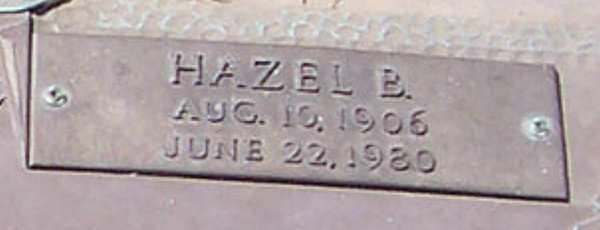 HAZEL B.
AUG. 10, 1906
JUNE 22, 1980